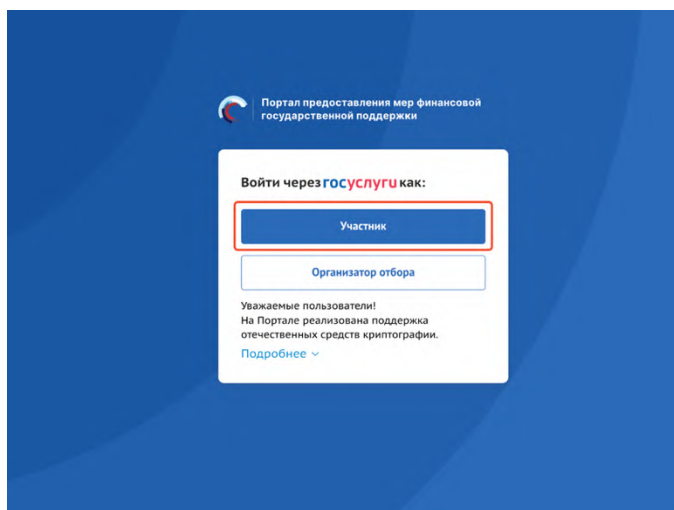 Портал предоставления мер финансовой
государственной поддержки
Войти через госуслуги как:
Участник
Организатор отбора
Уважаемые пользователи!
На Портале реализована поддержка
отечественных средств криптографии.
Подробнее